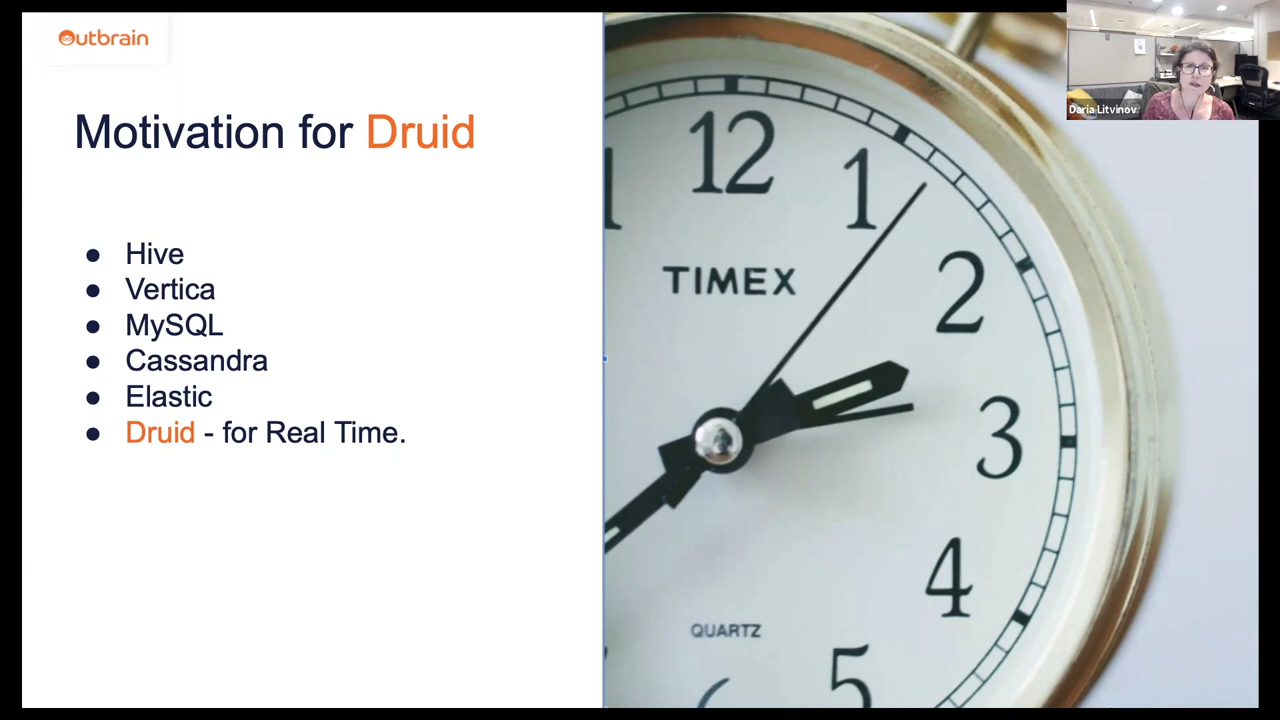 Outbrain
Motivation for Druid
● Hive
● Vertica
● MySQL
● Cassandra
● Elastic
● Druid - for Real Time.
12
1
1
2
TIMEX
3
4
QUARTZ
5
Daria Litvinov